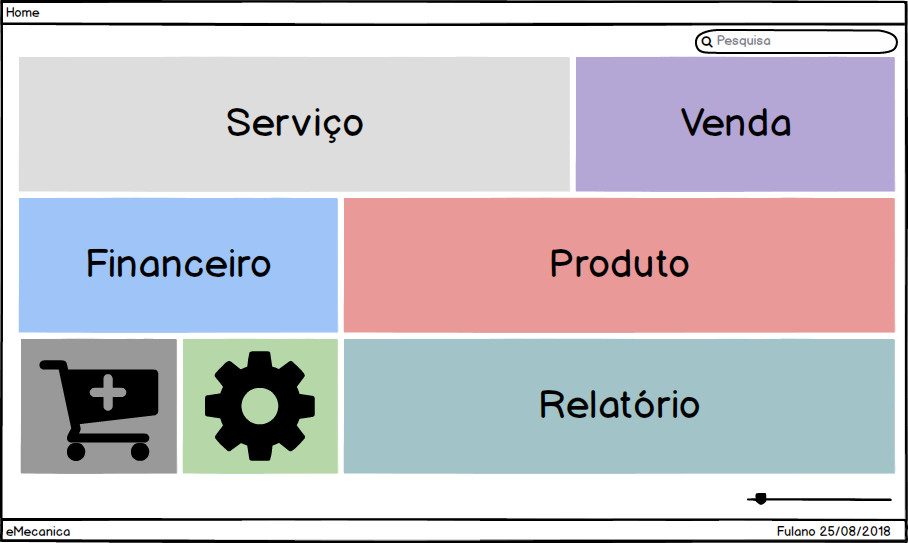 Home
Pesquisa
Serviço
Venda
Financeiro
Produto
Relatório
eMecanica
Fulano 25/08/2018